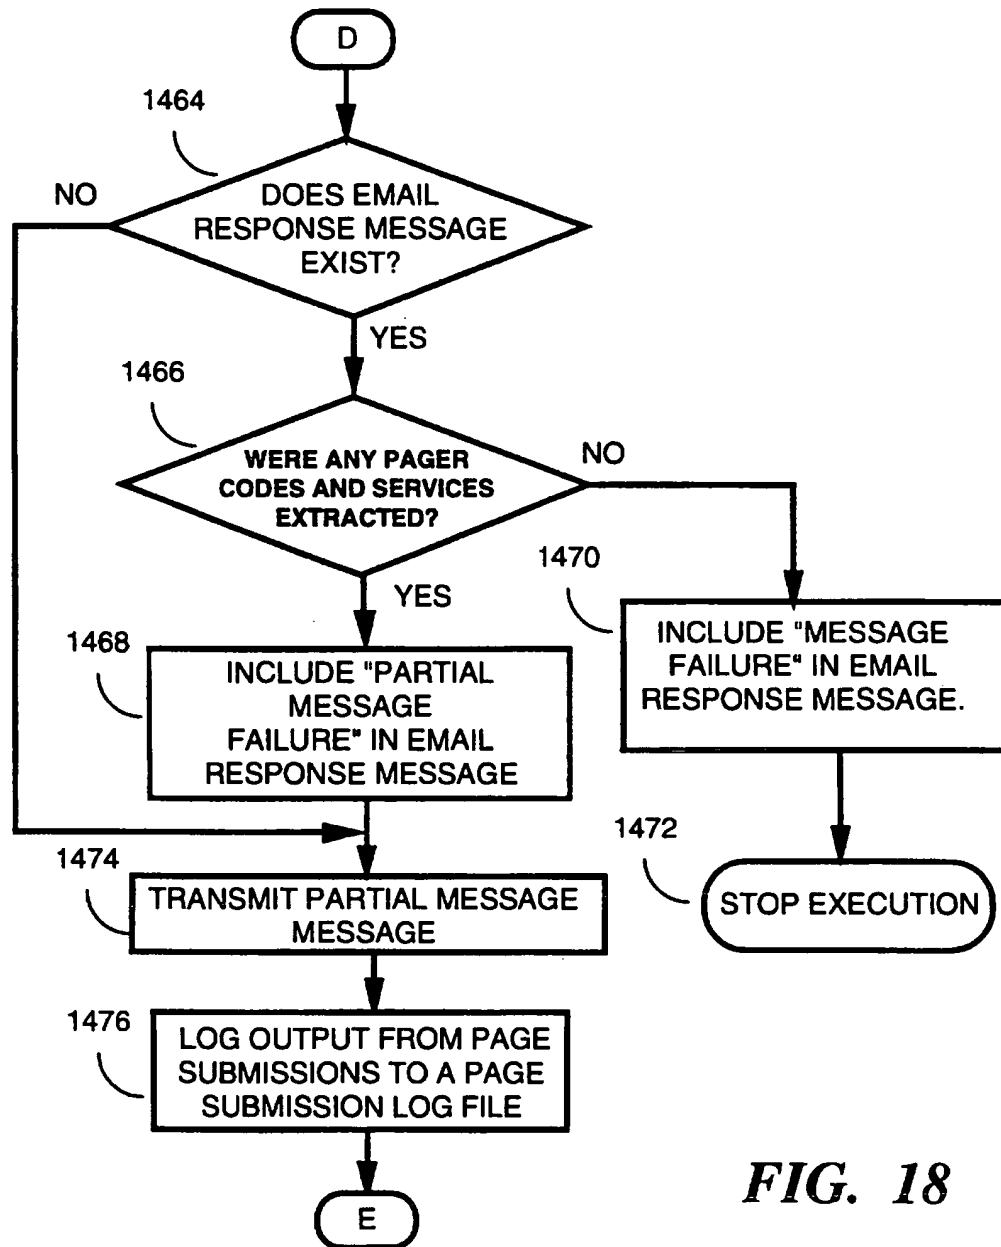 D
1464
NO
DOES EMAIL
RESPONSE MESSAGE
EXIST?
YES
1466
WERE ANY PAGER
CODES AND SERVICES
EXTRACTED?
NO
YES
1470
INCLUDE "MESSAGE
FAILURE" IN EMAIL
RESPONSE MESSAGE.
1468
INCLUDE "PARTIAL
MESSAGE
FAILURE" IN EMAIL
RESPONSE MESSAGE
1472
STOP EXECUTION
1474
TRANSMIT PARTIAL MESSAGE
MESSAGE
1476
LOG OUTPUT FROM PAGE
SUBMISSIONS TO A PAGE
SUBMISSION LOG FILE
E
FIG. 18